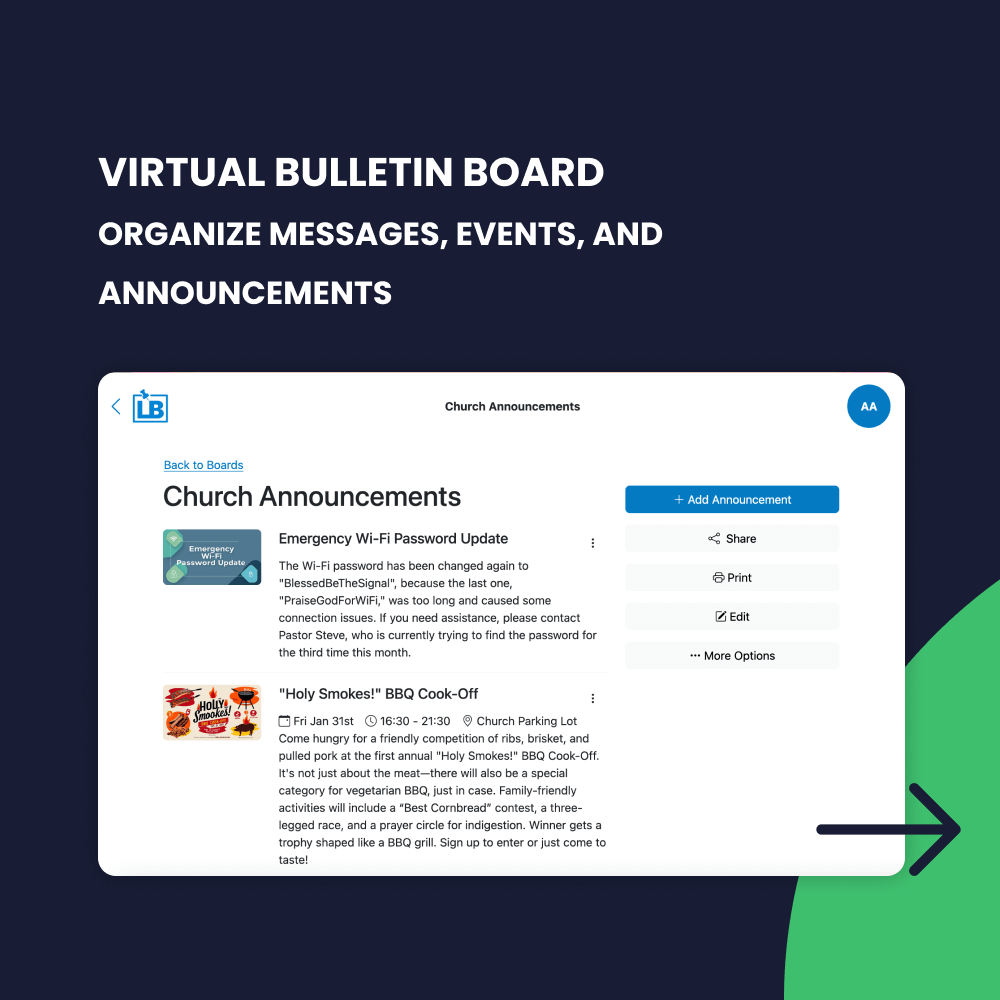 VIRTUAL BULLETIN BOARD
ORGANIZE MESSAGES, EVENTS, AND
ANNOUNCEMENTS
LB
Church Announcements
AA
Back to Boards
Church Announcements
+ Add Announcement
Share
Print
Edit
More Options
Emergency
Wi-Fi
Password Update
Emergency Wi-Fi Password Update
The Wi-Fi password has been changed again to
"BlessedBeTheSignal", because the last one,
"PraiseGodForWiFi," was too long and caused some
connection issues. If you need assistance, please contact
Pastor Steve, who is currently trying to find the password for
the third time this month.
HOLLY
Smookes!
"Holy Smokes!" BBQ Cook-Off
Fri Jan 31st 16:30 - 21:30 Church Parking Lot
Come hungry for a friendly competition of ribs, brisket, and
pulled pork at the first annual "Holy Smokes!" BBQ Cook-Off.
It's not just about the meat—there will also be a special
category for vegetarian BBQ, just in case. Family-friendly
activities will include a “Best Cornbread” contest, a three-
legged race, and a prayer circle for indigestion. Winner gets a
trophy shaped like a BBQ grill. Sign up to enter or just come to
taste!